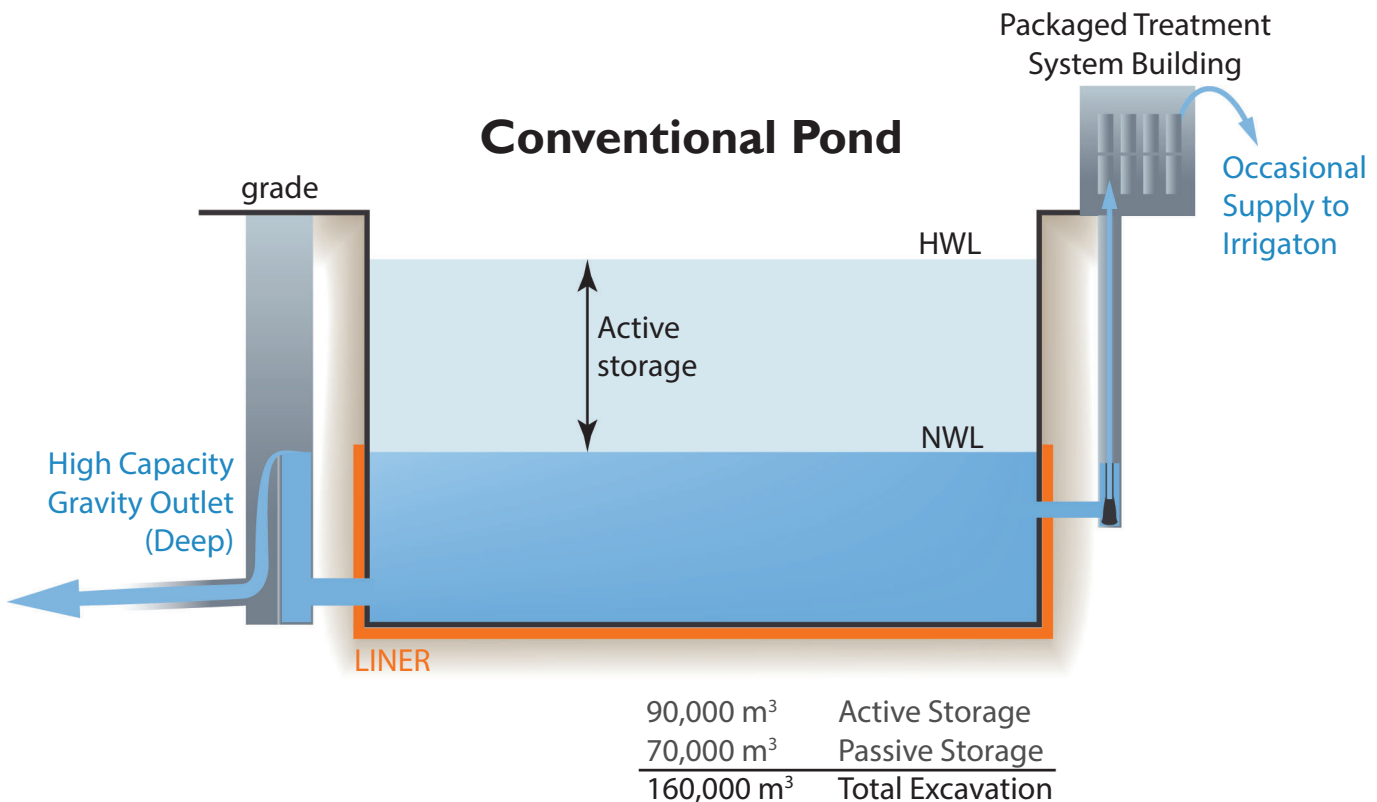 Packaged Treatment
System Building
Conventional Pond
grade
Occasional
Supply to
Irrigaton
HWL
Active
storage
NWL
High Capacity
Gravity Outlet
(Deep)
LINER
90,000 m³ Active Storage
70,000 m³ Passive Storage
160,000 m³ Total Excavation